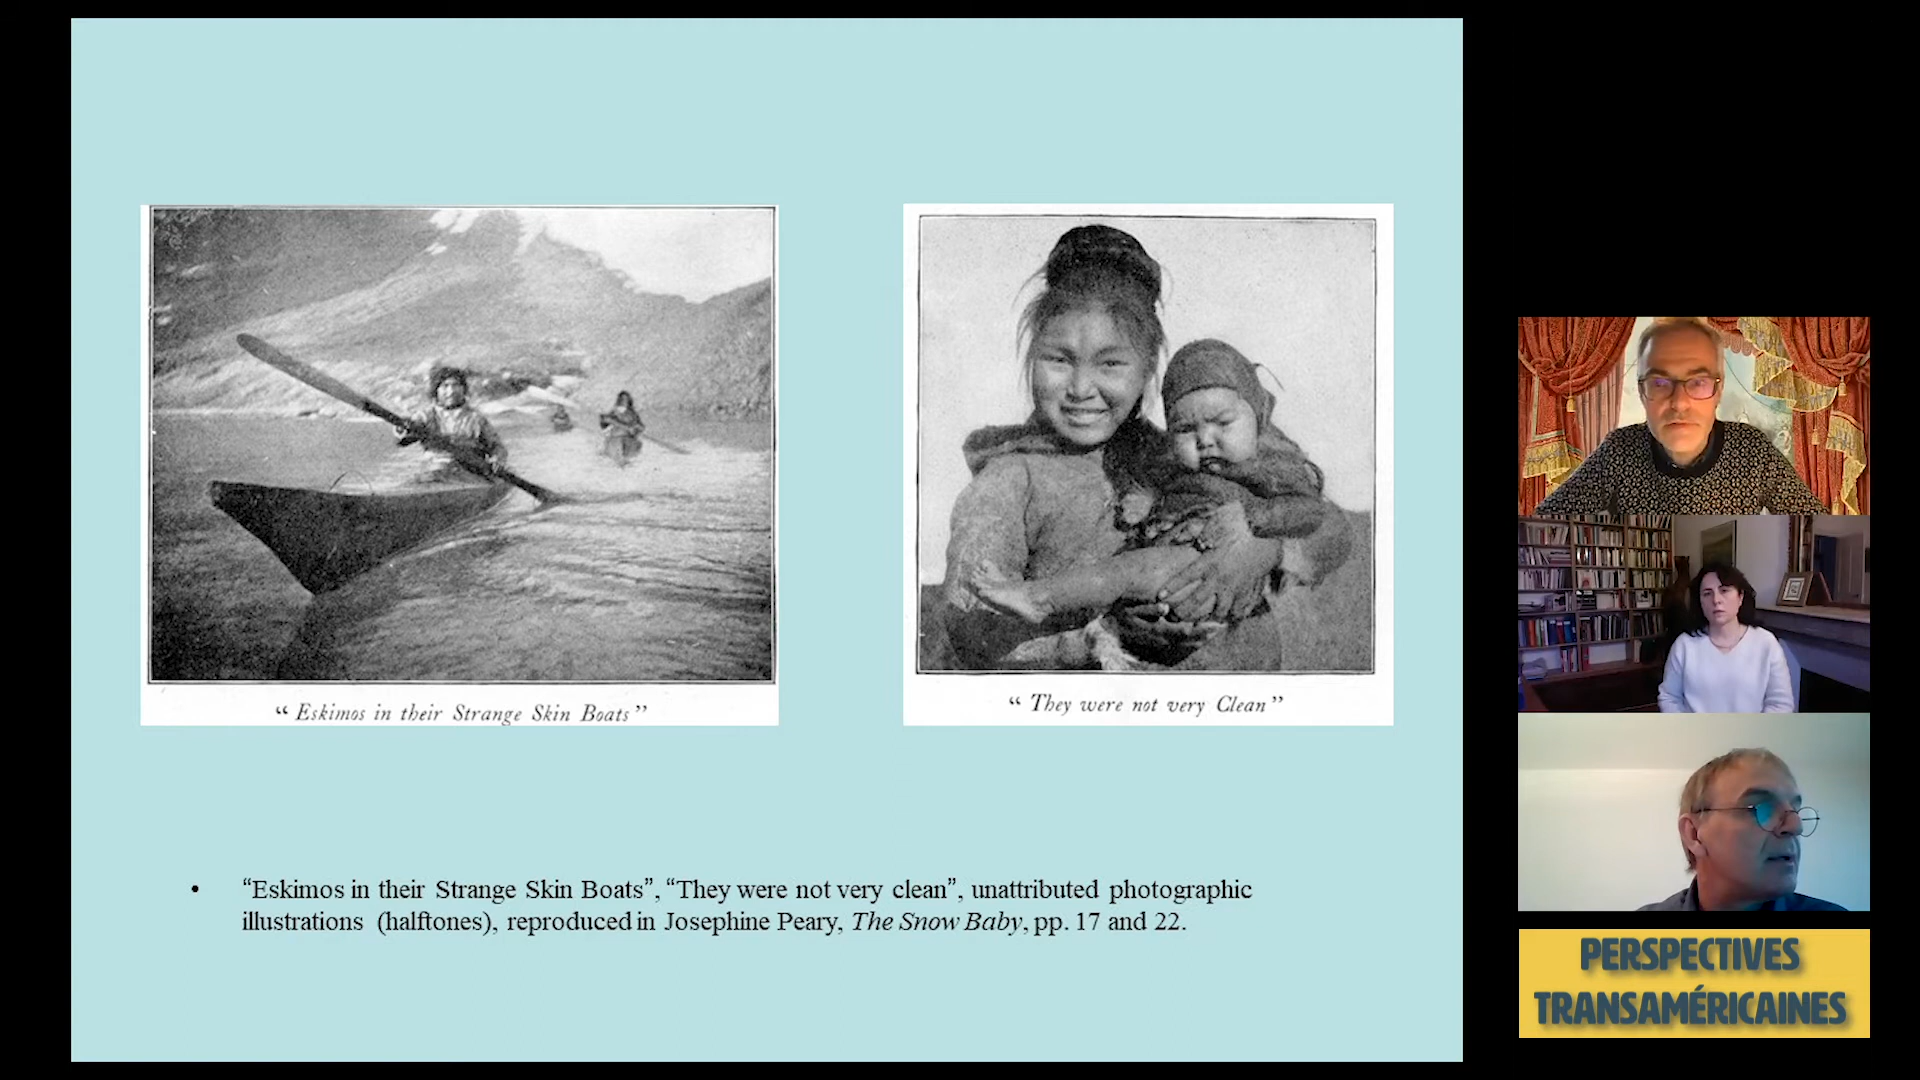 “ Eskimos in their Strange Skin Boats ”
“ They were not very Clean ”
• “Eskimos in their Strange Skin Boats”, “They were not very clean”, unattributed photographic
illustrations (halftones), reproduced in Josephine Peary, The Snow Baby, pp. 17 and 22.
PERSPECTIVES
TRANSAMÉRICAINES